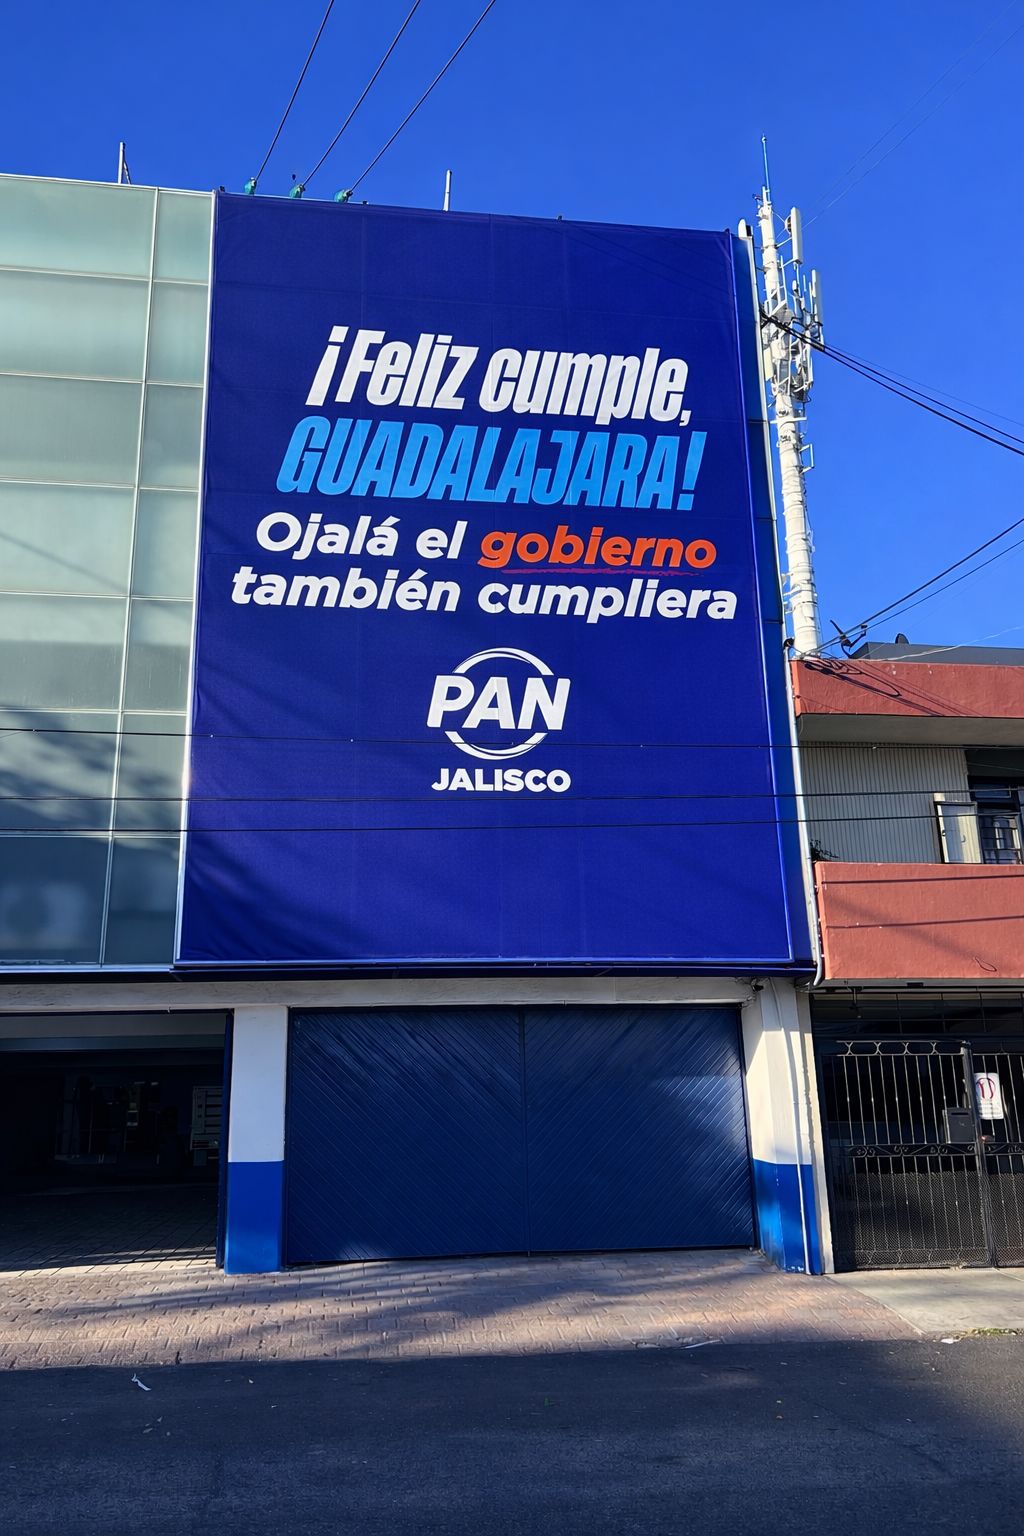 ¡Feliz cumple,
GUADALAJARA!
Ojalá el gobierno
también cumpliera
PAN
JALISCO